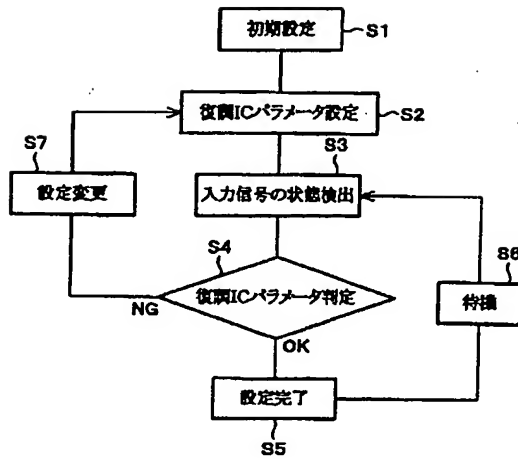 初期設定
S1
復調ICパラメータ設定
S2
S7
設定変更
S3
入力信号の状態検出
S4
復調ICパラメータ判定
NG
OK
S6
待機
設定完了
S5